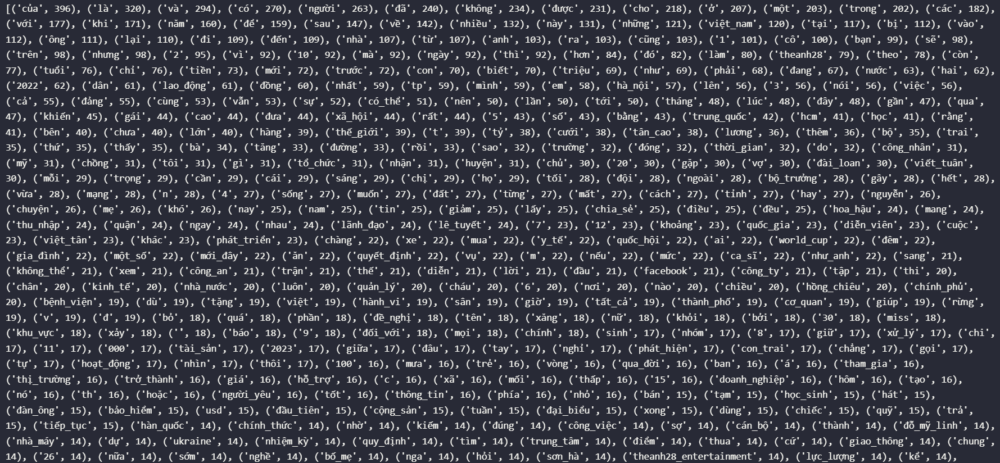 [('của', 396), ('là', 320), ('và', 294), ('có', 270), ('người', 263), ('đã', 240), ('không', 234), ('được', 231), ('cho', 218), ('ở', 207), ('một', 203), ('trong', 202), ('các', 182),
('với', 177), ('khi', 171), ('năm', 160), ('để', 159), ('sau', 147), ('về', 142), ('nhiều', 132), ('này', 131), ('những', 121), ('việt_nam', 120), ('tại', 117), ('bị', 112), ('vào',
112), ('ông', 111), ('lại', 110), ('đi', 109), ('đến', 109), ('nhà', 107), ('từ', 107), ('anh', 103), ('ra', 103), ('cũng', 103), ('1', 101), ('cô', 100), ('bạn', 99), ('sẽ', 98),
('trên', 98), ('nhưng', 98), ('2', 95), ('vì', 92), ('10', 92), ('mà', 92), ('ngày', 92), ('thì', 92), ('hơn', 84), ('đó', 82), ('làm', 80), ('theanh28', 79), ('theo', 78), ('còn',
77), ('tuổi', 76), ('chỉ', 76), ('tiền', 73), ('mới', 72), ('trước', 72), ('con', 70), ('biết', 70), ('triệu', 69), ('như', 69), ('phải', 68), ('đang', 67), ('nước', 63), ('hai', 62),
('2022', 62), ('dân', 61), ('lao_động', 61), ('đồng', 60), ('nhất', 59), ('tp', 59), ('mình', 59), ('em', 58), ('hà_nội', 57), ('lên', 56), ('3', 56), ('nói', 56), ('việc', 56),
('cả', 55), ('đảng', 55), ('cùng', 53), ('vẫn', 53), ('sự', 52), ('có_thể', 51), ('nên', 50), ('lần', 50), ('tới', 50), ('tháng', 48), ('lúc', 48), ('đây', 48), ('gần', 47), ('qua',
47), ('khiến', 45), ('gái', 44), ('cao', 44), ('đưa', 44), ('xã_hội', 44), ('rất', 44), ('5', 43), ('số', 43), ('bằng', 43), ('trung_quốc', 42), ('hcm', 41), ('học', 41), ('rằng',
41), ('bên', 40), ('chưa', 40), ('lớn', 40), ('hàng', 39), ('thế_giới', 39), ('t', 39), ('tỷ', 38), ('cưới', 38), ('tân_cao', 38), ('lương', 36), ('thêm', 36), ('bộ', 35), ('trai',
35), ('thứ', 35), ('thấy', 35), ('bà', 34), ('tăng', 33), ('đường', 33), ('rồi', 33), ('sao', 32), ('trường', 32), ('đóng', 32), ('thời_gian', 32), ('do', 32), ('công_nhân', 31),
('mỹ', 31), ('chồng', 31), ('tôi', 31), ('gì', 31), ('tổ_chức', 31), ('nhận', 31), ('huyện', 31), ('chủ', 30), ('20', 30), ('gặp', 30), ('vợ', 30), ('đài_loan', 30), ('viết_tuân',
30), ('mỗi', 29), ('trọng', 29), ('cần', 29), ('cái', 29), ('sáng', 29), ('chị', 29), ('họ', 29), ('tối', 28), ('đội', 28), ('ngoài', 28), ('bộ_trưởng', 28), ('gây', 28), ('hết', 28),
('vừa', 28), ('mạng', 28), ('n', 28), ('4', 27), ('sống', 27), ('muốn', 27), ('đất', 27), ('từng', 27), ('mất', 27), ('cách', 27), ('tỉnh', 27), ('hay', 27), ('nguyễn', 26),
('chuyện', 26), ('mẹ', 26), ('khó', 26), ('nay', 25), ('nam', 25), ('tin', 25), ('giảm', 25), ('lấy', 25), ('chia_sẻ', 25), ('điều', 25), ('đều', 25), ('hoa_hậu', 24), ('mang', 24),
('thu_nhập', 24), ('quận', 24), ('ngay', 24), ('nhau', 24), ('lãnh_đạo', 24), ('lê_tuyết', 24), ('7', 23), ('12', 23), ('khoảng', 23), ('quốc_gia', 23), ('diễn_viên', 23), ('cuộc',
23), ('việt_tân', 23), ('khác', 23), ('phát_triển', 23), ('chàng', 22), ('xe', 22), ('mua', 22), ('y_tế', 22), ('quốc_hội', 22), ('ai', 22), ('world_cup', 22), ('đêm', 22),
('gia_đình', 22), ('một_số', 22), ('mới_đây', 22), ('ăn', 22), ('quyết_định', 22), ('vụ', 22), ('m', 22), ('nếu', 22), ('mức', 22), ('ca_sĩ', 22), ('như_anh', 22), ('sang', 21),
('không_thể', 21), ('xem', 21), ('công_an', 21), ('trận', 21), ('thế', 21), ('diễn', 21), ('lời', 21), ('đầu', 21), ('facebook', 21), ('công_ty', 21), ('tập', 21), ('thi', 20),
('chân', 20), ('kinh_tế', 20), ('nhà_nước', 20), ('luôn', 20), ('quản_lý', 20), ('cháu', 20), ('6', 20), ('nơi', 20), ('nào', 20), ('chiều', 20), ('hồng_chiêu', 20), ('chính_phủ',
20), ('bệnh_viện', 19), ('dù', 19), ('tặng', 19), ('việt', 19), ('hành_vi', 19), ('sân', 19), ('giờ', 19), ('tất_cả', 19), ('thành_phố', 19), ('cơ_quan', 19), ('giúp', 19), ('rừng',
19), ('v', 19), ('đ', 19), ('bỏ', 18), ('quá', 18), ('phần', 18), ('đề_nghị', 18), ('tên', 18), ('xăng', 18), ('nữ', 18), ('khỏi', 18), ('bởi', 18), ('30', 18), ('miss', 18),
('khu_vực', 18), ('xảy', 18), ('', 18), ('báo', 18), ('9', 18), ('đối_với', 18), ('mọi', 18), ('chính', 18), ('sinh', 17), ('nhóm', 17), ('8', 17), ('giữ', 17), ('xử_lý', 17), ('chi',
17), ('11', 17), ('000', 17), ('tài_sản', 17), ('2023', 17), ('giữa', 17), ('đâu', 17), ('tay', 17), ('nghỉ', 17), ('phát_hiện', 17), ('con_trai', 17), ('chẳng', 17), ('gọi', 17),
('tự', 17), ('hoạt_động', 17), ('nhìn', 17), ('thôi', 17), ('100', 16), ('mưa', 16), ('trẻ', 16), ('vòng', 16), ('qua_đời', 16), ('ban', 16), ('á', 16), ('tham_gia', 16),
('thị_trường', 16), ('trở_thành', 16), ('giá', 16), ('hỗ_trợ', 16), ('c', 16), ('xã', 16), ('mối', 16), ('thấp', 16), ('15', 16), ('doanh_nghiệp', 16), ('hôm', 16), ('tạo', 16),
('nó', 16), ('th', 16), ('hoặc', 16), ('người_yêu', 16), ('tốt', 16), ('thông_tin', 16), ('phía', 16), ('nhỏ', 16), ('bán', 15), ('tạm', 15), ('học_sinh', 15), ('hát', 15),
('đàn_ông', 15), ('bảo_hiểm', 15), ('usd', 15), ('đầu_tiên', 15), ('cộng_sản', 15), ('tuần', 15), ('đại_biểu', 15), ('xong', 15), ('dùng', 15), ('chiếc', 15), ('quỹ', 15), ('trả',
15), ('tiếp_tục', 15), ('hàn_quốc', 14), ('chính_thức', 14), ('nhờ', 14), ('kiếm', 14), ('đúng', 14), ('công_việc', 14), ('sợ', 14), ('cán_bộ', 14), ('thành', 14), ('đỗ_mỹ_linh', 14),
('nhà_máy', 14), ('dự', 14), ('ukraine', 14), ('nhiệm_kỳ', 14), ('quy_định', 14), ('tìm', 14), ('trung_tâm', 14), ('điểm', 14), ('thua', 14), ('cứ', 14), ('giao_thông', 14), ('chung',
14), ('26', 14), ('nữa', 14), ('sớm', 14), ('nghề', 14), ('bố_mẹ', 14), ('nga', 14), ('hỏi', 14), ('sơn_hà', 14), ('theanh28_entertainment', 14), ('lực_lượng', 14), ('kể', 14),